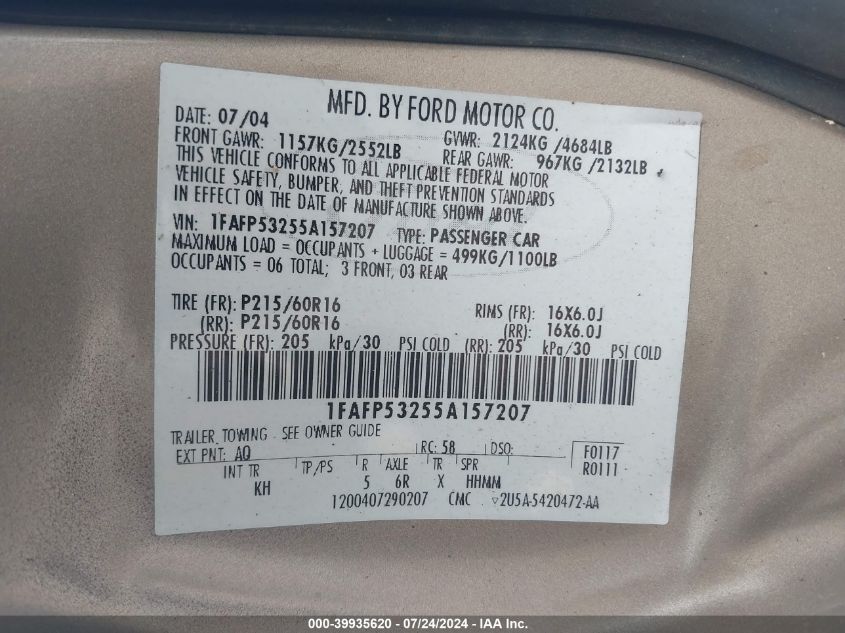 MFD. BY FORD MOTOR CO.
DATE: 07/04 GVWR: 2124KG /4684LB
FRONT GAWR: 1157KG/2552LB REAR GAWR: 967KG /2132LB
THIS VEHICLE CONFORMS TO ALL APPLICABLE FEDERAL MOTOR
VEHICLE SAFETY, BUMPER, AND THEFT PREVENTION STANDARDS
IN EFFECT ON THE DATE OF MANUFACTURE SHOWN ABOVE.
VIN: 1FAFP53255A157207 TYPE: PASSENGER CAR
MAXIMUM LOAD = OCCUPANTS + LUGGAGE = 499KG/1100LB
OCCUPANTS = 06 TOTAL; 3 FRONT, 03 REAR
TIRE (FR): P215/60R16 RIMS (FR): 16X6.0J
(RR): P215/60R16 (RR): 16X6.0J
PRESSURE (FR): 205 kPa/30 PSI COLD (RR): 205 kPa/30 PSI COLD
1FAFP53255A157207
TRAILER TOWING - SEE OWNER GUIDE
EXT PNT: AQ RC: 58 DSO: F0117
R0111
INT TR TP/PS R AXLE TR SPR
KH 5 6R X HHMM
1200407290207 CMC ▽2U5A-5420472-AA
000-39935620 - 07/24/2024 - IAA Inc.